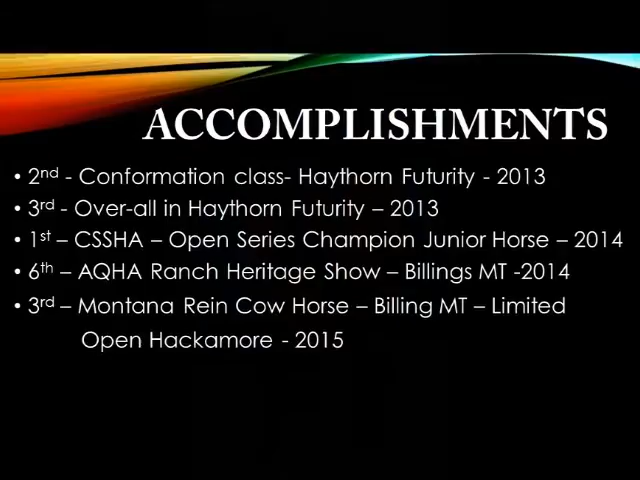 ACCOMPLISHMENTS
• 2nd - Conformation class- Haythorn Futurity - 2013
• 3rd - Over-all in Haythorn Futurity – 2013
• 1st – CSSHA – Open Series Champion Junior Horse – 2014
• 6th – AQHA Ranch Heritage Show – Billings MT -2014
• 3rd – Montana Rein Cow Horse – Billing MT – Limited
Open Hackamore - 2015